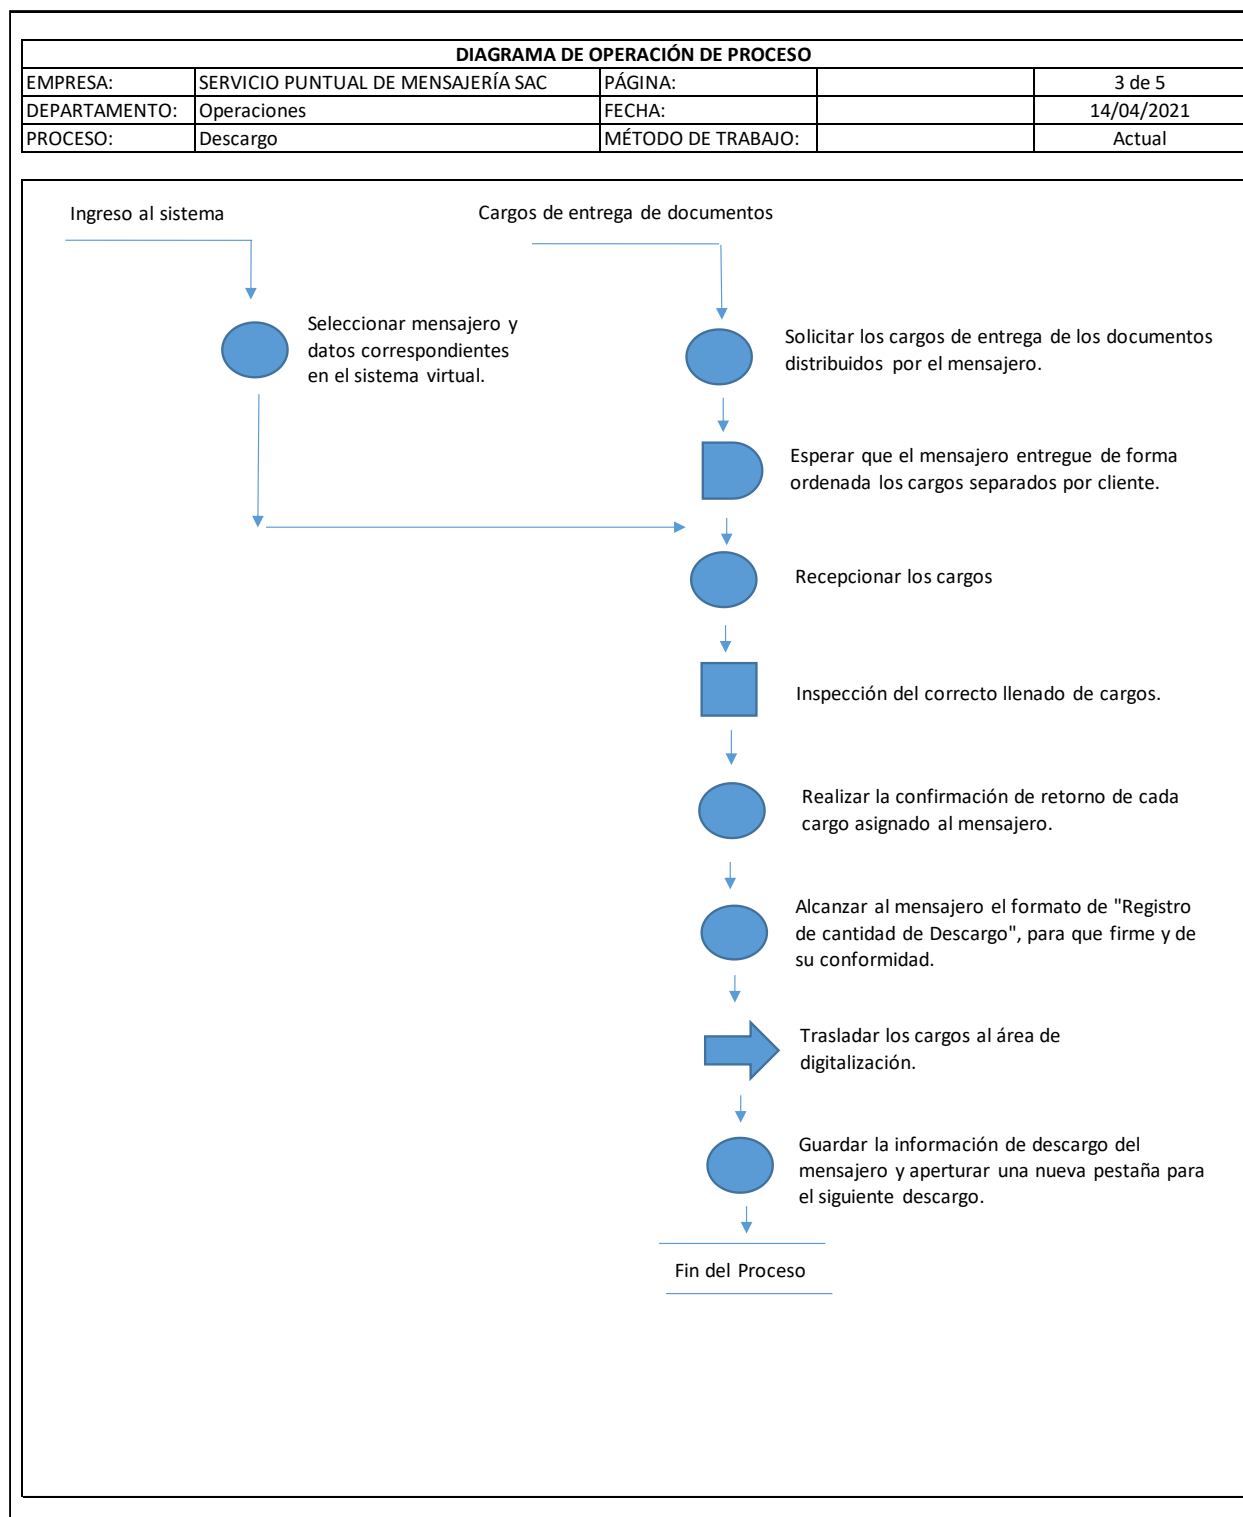 DIAGRAMA DE OPERACIÓN DE PROCESO
EMPRESA: SERVICIO PUNTUAL DE MENSAJERÍA SAC PÁGINA: 3 de 5
DEPARTAMENTO: Operaciones FECHA: 14/04/2021
PROCESO: Descargo MÉTODO DE TRABAJO: Actual
Ingreso al sistema
Cargos de entrega de documentos
Seleccionar mensajero y
datos correspondientes
en el sistema virtual.
Solicitar los cargos de entrega de los documentos
distribuidos por el mensajero.
Esperar que el mensajero entregue de forma
ordenada los cargos separados por cliente.
Recepcionar los cargos
Inspección del correcto llenado de cargos.
Realizar la confirmación de retorno de cada
cargo asignado al mensajero.
Alcanzar al mensajero el formato de "Registro
de cantidad de Descargo", para que firme y de
su conformidad.
Trasladar los cargos al área de
digitalización.
Guardar la información de descargo del
mensajero y aperturar una nueva pestaña para
el siguiente descargo.
Fin del Proceso